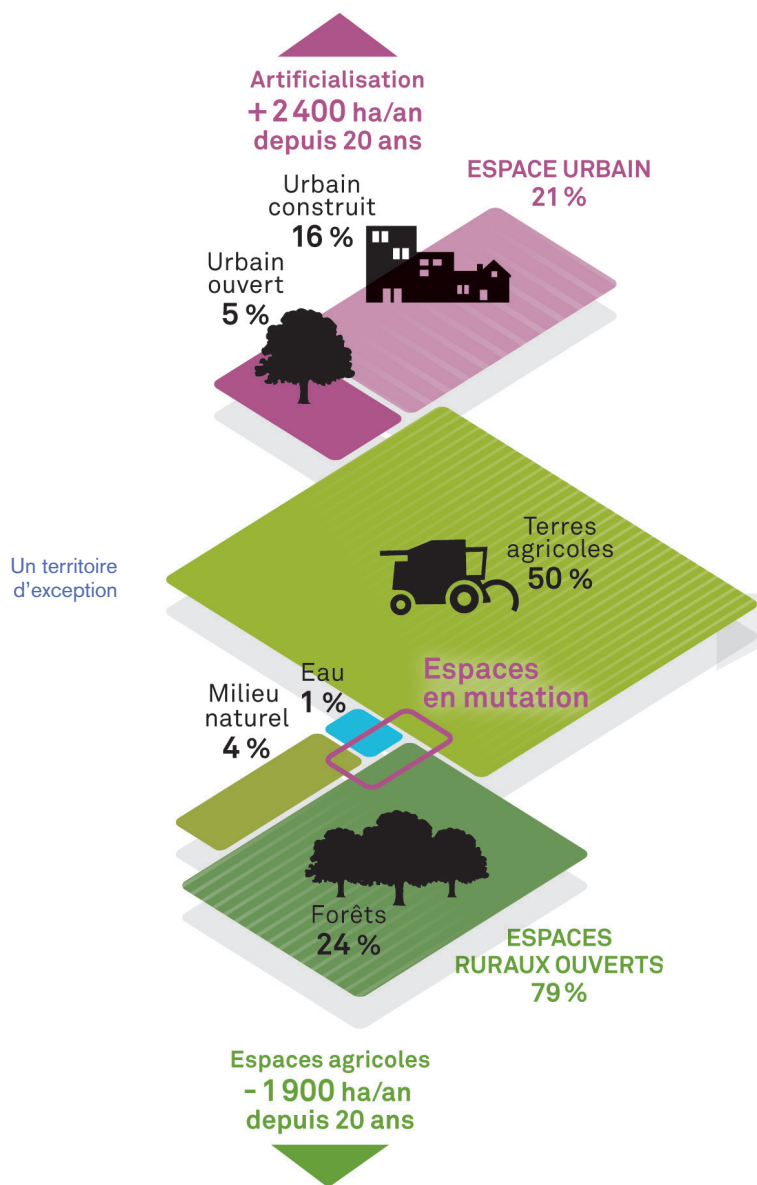 Artificialisation
+ 2 400 ha/an
depuis 20 ans
ESPACE URBAIN
21 %
Urbain
construit
16 %
Urbain
ouvert
5 %
Terres
agricoles
50 %
Un territoire
d’exception
Espaces
en mutation
Eau
1 %
Milieu
naturel
4 %
Forêts
24 %
ESPACES
RURAUX OUVERTS
79 %
Espaces agricoles
- 1 900 ha/an
depuis 20 ans